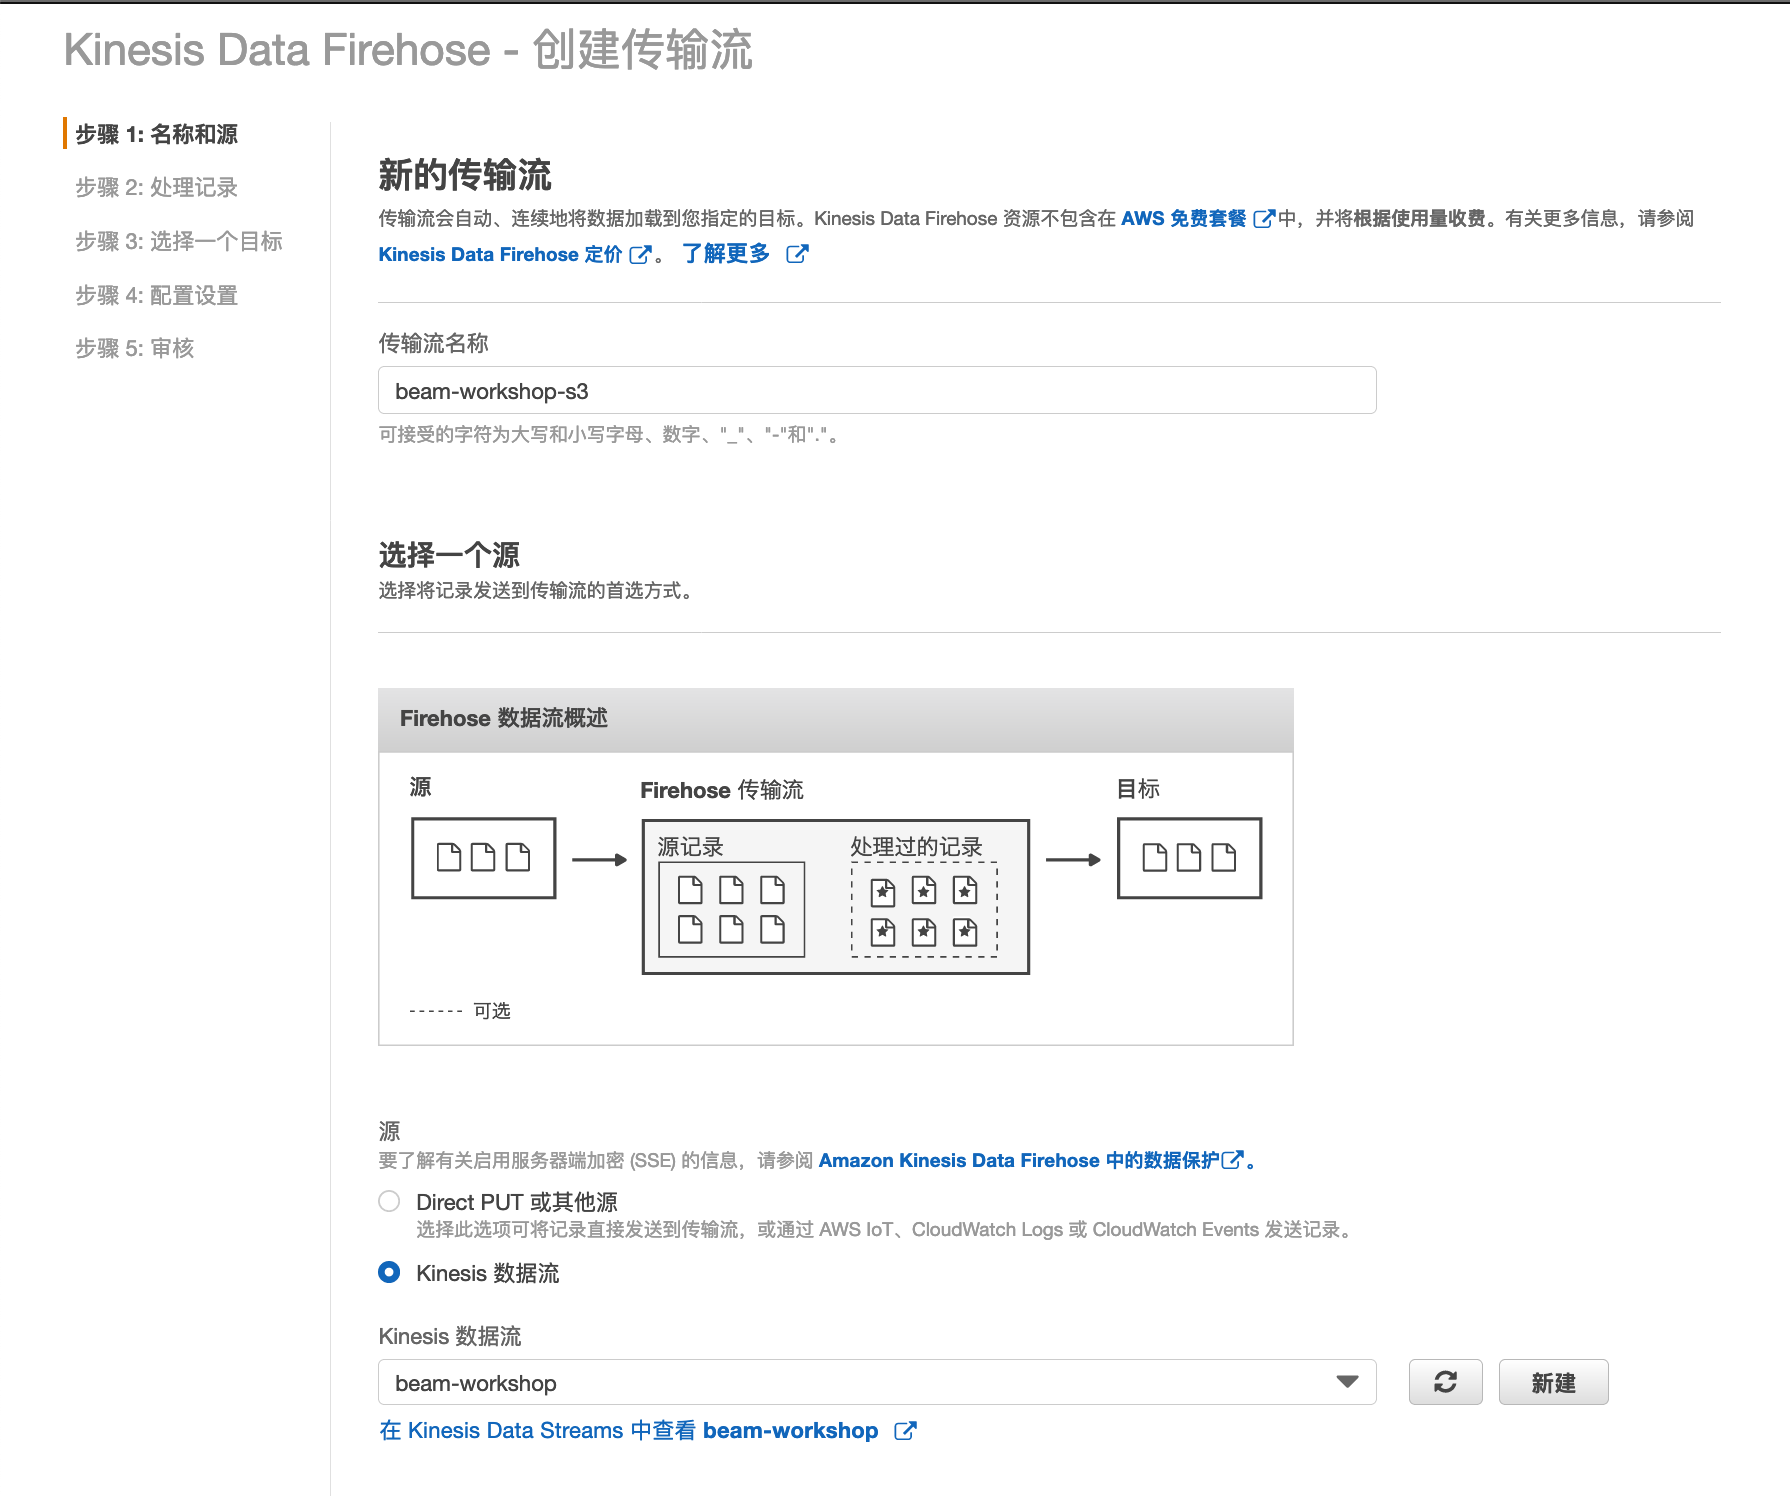 Kinesis Data Firehose - 创建传输流
步骤 1: 名称和源
步骤 2: 处理记录
步骤 3: 选择一个目标
步骤 4: 配置设置
步骤 5: 审核
新的传输流
传输流会自动、连续地将数据加载到您指定的目标。Kinesis Data Firehose 资源不包含在 AWS 免费套餐 中，并将根据使用量收费。有关更多信息，请参阅
Kinesis Data Firehose 定价 。 了解更多
传输流名称
beam-workshop-s3
可接受的字符为大写和小写字母、数字、"_"、"-"和"."。
选择一个源
选择将记录发送到传输流的首选方式。
Firehose 数据流概述
源
Firehose 传输流
目标
源记录
处理过的记录
------ 可选
源
要了解有关启用服务器端加密 (SSE) 的信息，请参阅 Amazon Kinesis Data Firehose 中的数据保护 。
Direct PUT 或其他源
选择此选项可将记录直接发送到传输流，或通过 AWS IoT、CloudWatch Logs 或 CloudWatch Events 发送记录。
Kinesis 数据流
Kinesis 数据流
beam-workshop
新建
在 Kinesis Data Streams 中查看 beam-workshop